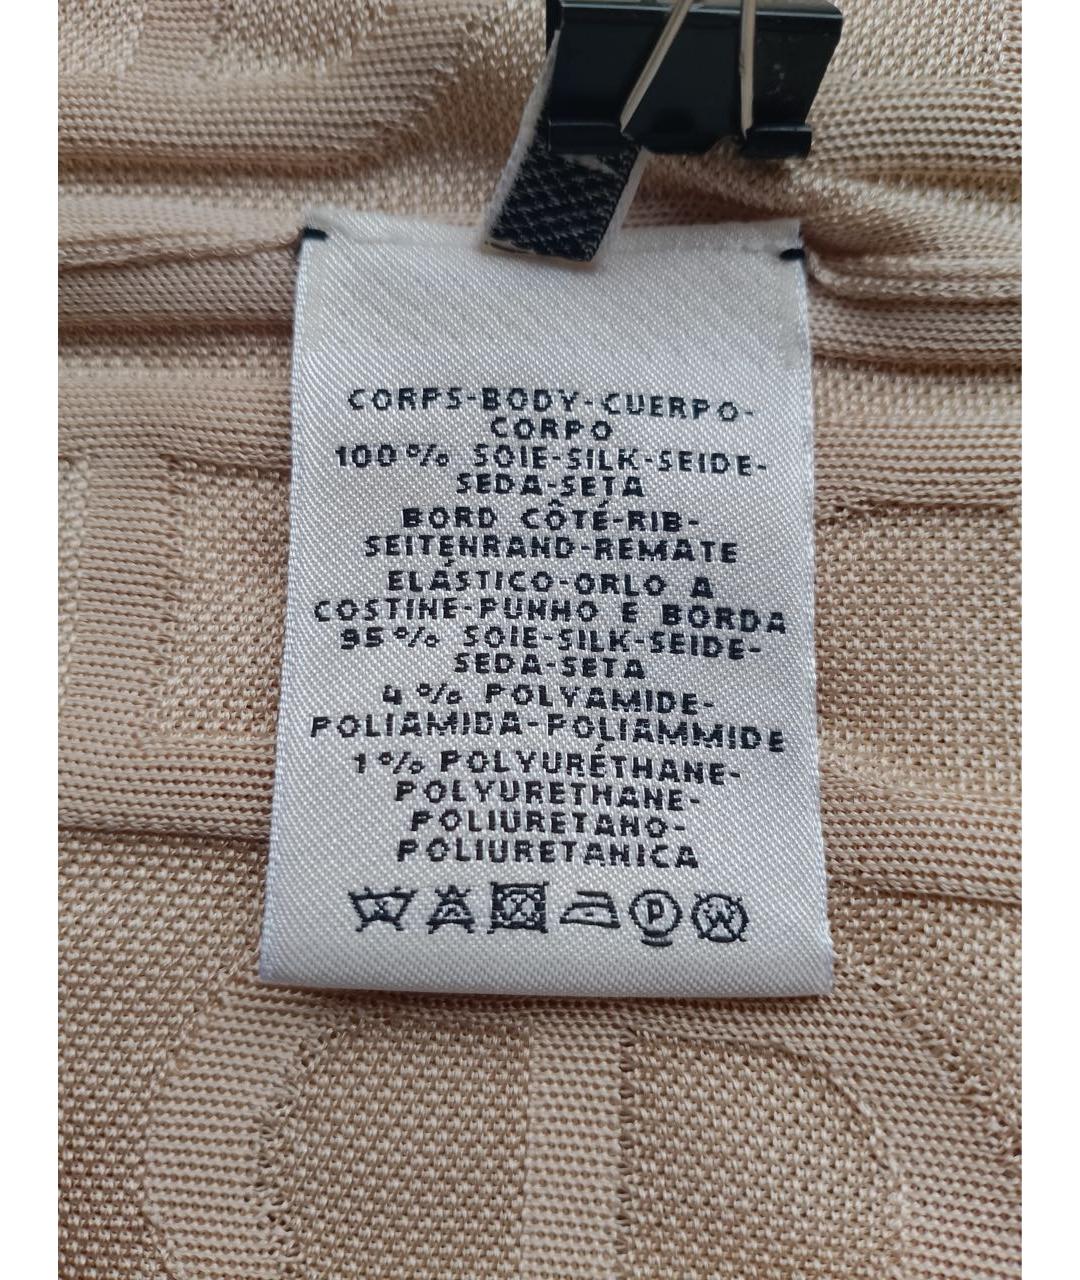 CORPS-BODY-CUERPO-
CORPO
100% SOIE-SILK-SEIDE-
SEDA-SETA
BORD CÔTÉ-RIB-
SEITENRAND-REMATE
ELÁSTICO-ORLO A
COSTINE-PUNHO E BORDA
95% SOIE-SILK-SEIDE-
SEDA-SETA
4% POLYAMIDE-
POLIAMIDA-POLIAMMIDE
1% POLYURÉTHANE-
POLYURETHANE-
POLIURETANO-
POLIURETANICA
P W